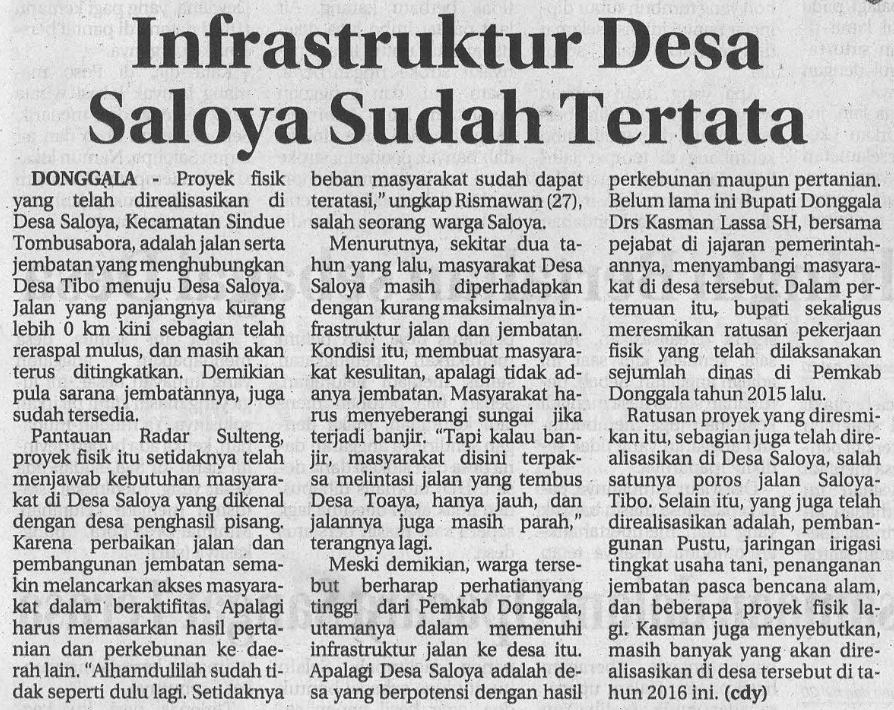 Infrastruktur Desa
Saloya Sudah Tertata
DONGGALA – Proyek fisik
yang telah direalisasikan di
Desa Saloya, Kecamatan Sindue
Tombusabora, adalah jalan serta
jembatan yang menghubungkan
Desa Tibo menuju Desa Saloya.
Jalan yang panjangnya kurang
lebih 0 km kini sebagian telah
reraspal mulus, dan masih akan
terus ditingkatan. Demikian
pula sarana jembatannya, juga
sudah tersedia.
Pantauan Radar Sulteng,
proyek fisik itu setidaknya telah
menjawab kebutuhan masyara-
kat di Desa Saloya yang dikenal
dengan desa penghasil pisang.
Karena perbaikan jalan dan
pembangunan jembatan sema-
kin melancarkan akses masyara-
kat dalam beraktifitas. Apalagi
harus memasarkan hasil perta-
nian dan perkebunan ke dae-
rah lain. “Alhamdulilah sudah ti-
dak seperti dulu lagi. Setidaknya
beban masyarakat sudah dapat
teratasi,” ungkap Rismawan (27),
salah seorang warga Saloya.
Menurutnya, sekitar dua ta-
hun yang lalu, masyarakat Desa
Saloya masih diperhadapkan
dengan kurang maksimalnya in-
frastruktur jalan dan jembatan.
Kondisi itu, membuat masyara-
kat kesulitan, apalagi tidak ad-
anya jembatan. Masyarakat ha-
rus menyeberangi sungai jika
terjadi banjir. “Tapi kalau ban-
jir, masyarakat disini terpak-
sa melintasi jalan yang tembus
Desa Toaya, hanya jauh, dan
jalannya juga masih parah,”
terangnya lagi.
Meski demikian, warga terse-
but berharap perhatianyang
tinggi dari Pemkab Donggala,
utamanya dalam memenuhi
infrastruktur jalan ke desa itu.
Apalagi Desa Saloya adalah de-
sa yang berpotensi dengan hasil
perkebunan maupun pertanian.
Belum lama ini Bupati Donggala
Drs Kasman Lassa SH, bersama
pejabat di jajaran pemerintah-
annya, menyambangi masyara-
kat di desa tersebut. Dalam per-
temuan itu, bupati sekaligus
meresmikan ratusan pekerjaan
fisik yang telah dilaksanakan
sejumlah dinas di Pemkab
Donggala tahun 2015 lalu.
Ratusan proyek yang diresmi-
kan itu, sebagian juga telah dire-
alisasikan di Desa Saloya, salah
satunya poros jalan Saloya-
Tibo. Selain itu, yang juga telah
direalisasikan adalah, pemban-
gunan Pustu, jaringan irigasi
tingkat usaha tani, penanganan
jembatan pasca bencana alam,
dan beberapa proyek fisik la-
gi. Kasman juga menyebutkan,
masih banyak yang akan dire-
alisasikan di desa tersebut di ta-
hun 2016 ini. (cdy)